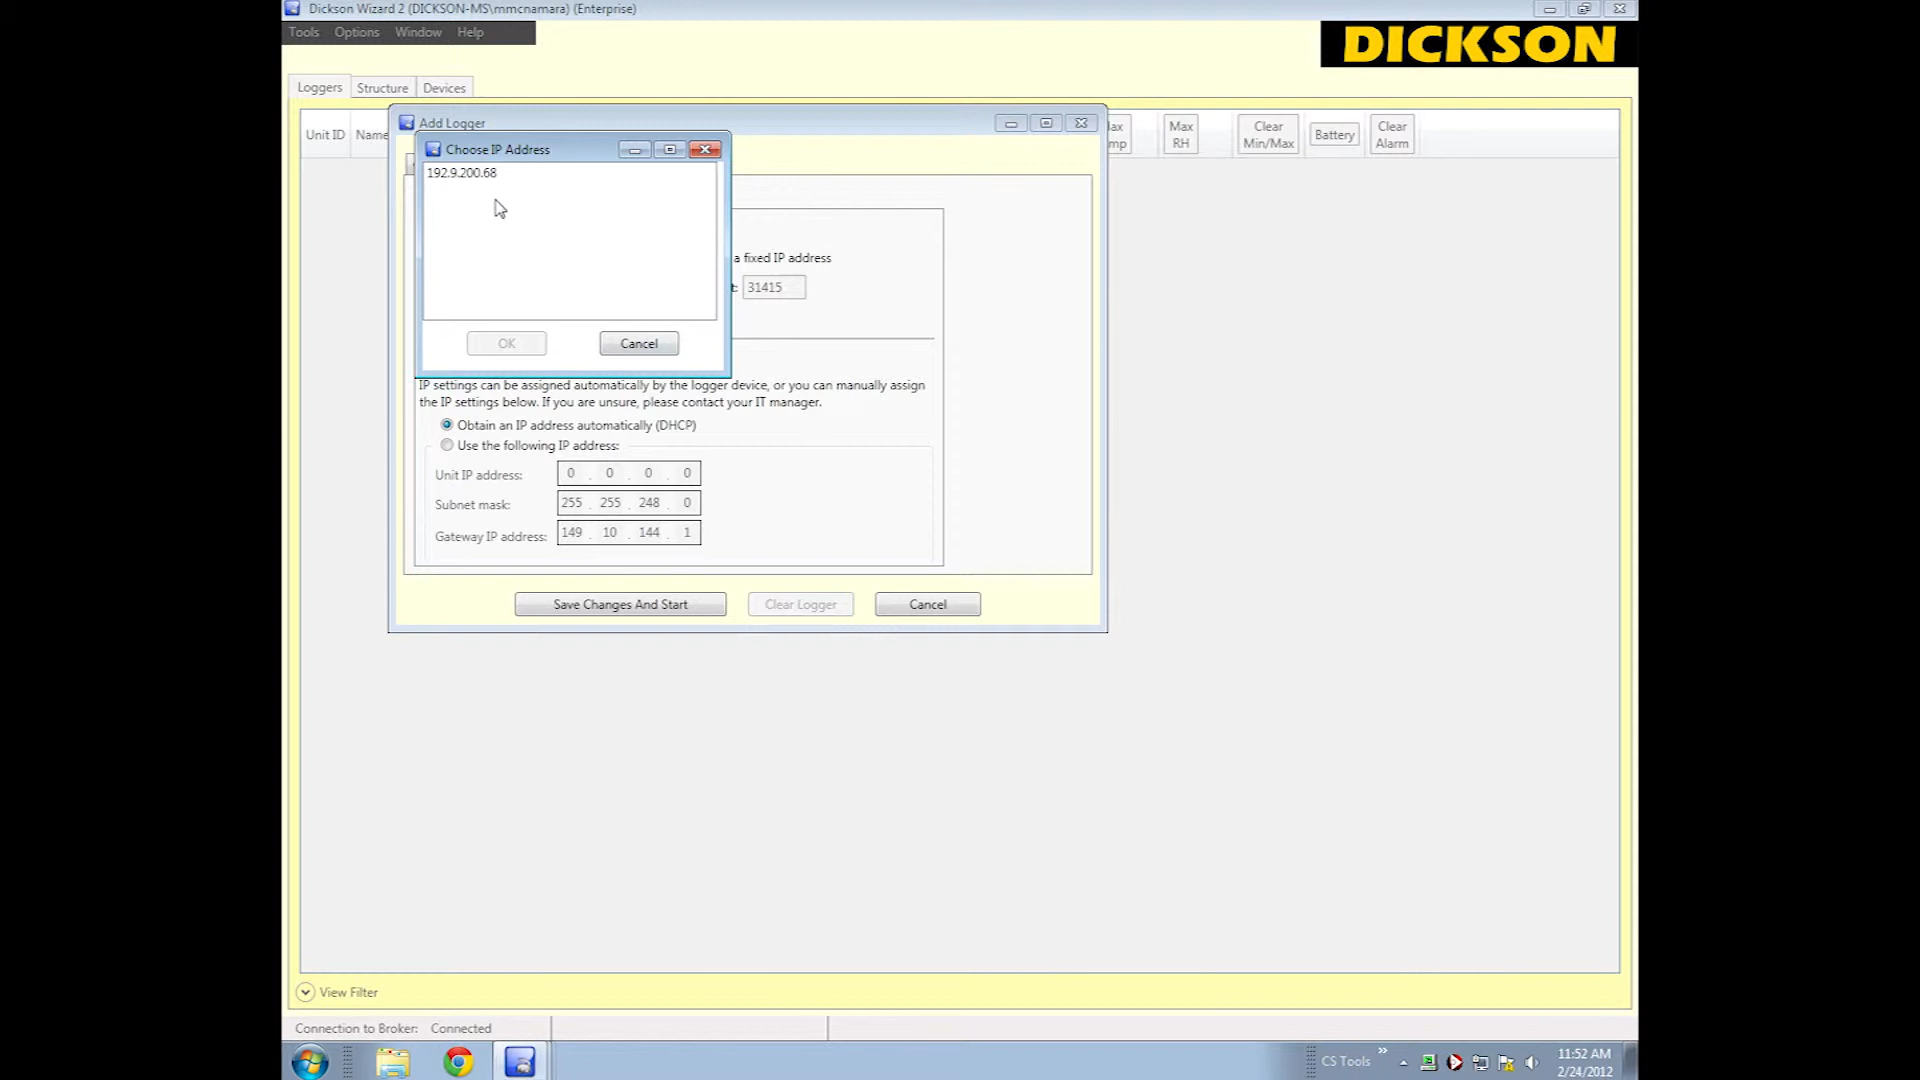 Dickson Wizard 2 (DICKSON-MS\mmcnamara) (Enterprise)
Tools Options Window Help
DICKSON
Loggers Structure Devices
Add Logger
Unit ID Name
Max RH
Clear Min/Max
Battery
Clear Alarm
Choose IP Address
192.9.200.68
a fixed IP address
31415
OK Cancel
IP settings can be assigned automatically by the logger device, or you can manually assign
the IP settings below. If you are unsure, please contact your IT manager.
Obtain an IP address automatically (DHCP)
Use the following IP address:
Unit IP address: 0 . 0 . 0 . 0
Subnet mask: 255 . 255 . 248 . 0
Gateway IP address: 149 . 10 . 144 . 1
Save Changes And Start Clear Logger Cancel
View Filter
Connection to Broker: Connected
CS Tools
11:52 AM
2/24/2012